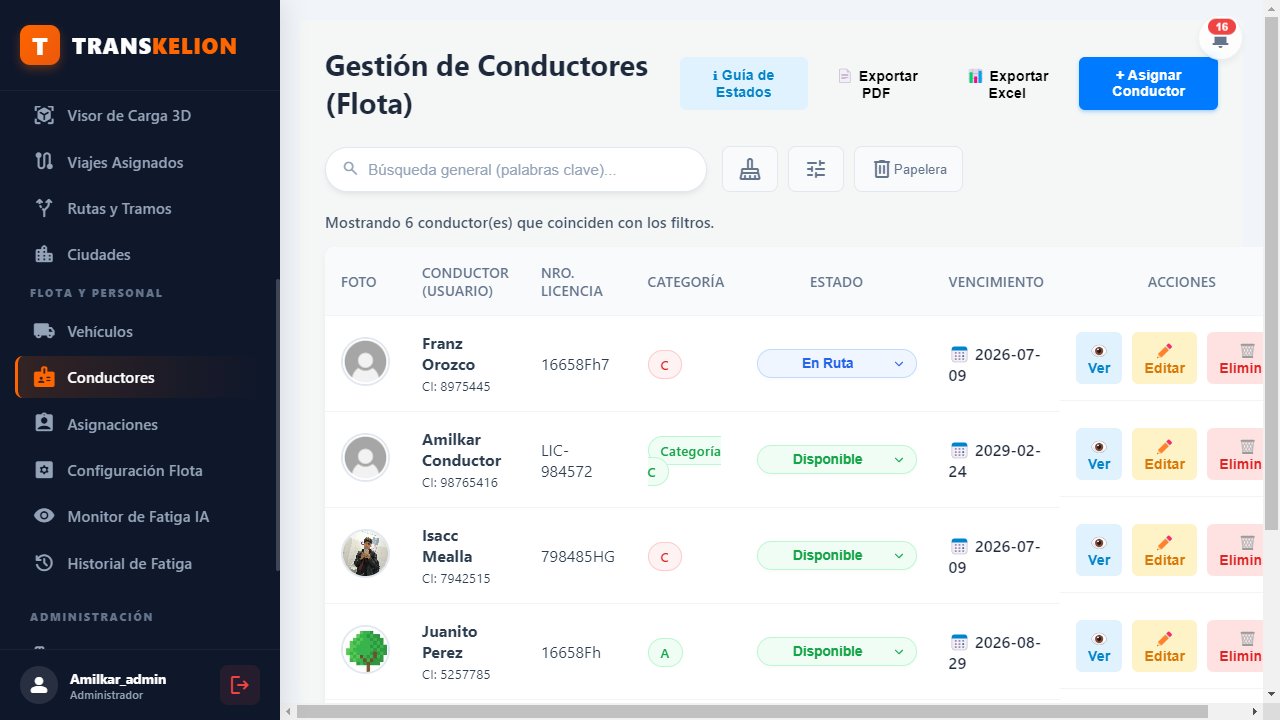 T TRANSKELION
Visor de Carga 3D
Viajes Asignados
Rutas y Tramos
Ciudades
FLOTA Y PERSONAL
Vehículos
Conductores
Asignaciones
Configuración Flota
Monitor de Fatiga IA
Historial de Fatiga
ADMINISTRACIÓN
Amilkar_admin
Administrador
16
Gestión de Conductores
(Flota)
ℹ Guía de
Estados
Exportar
PDF
Exportar
Excel
+ Asignar
Conductor
Búsqueda general (palabras clave)...
Papelera
Mostrando 6 conductor(es) que coinciden con los filtros.
FOTO
CONDUCTOR
(USUARIO)
NRO.
LICENCIA
CATEGORÍA
ESTADO
VENCIMIENTO
ACCIONES
Franz
Orozco
CI: 8975445
16658Fh7
C
En Ruta
2026-07-
09
Ver
Editar
Elimin
Amilkar
Conductor
CI: 98765416
LIC-
984572
Categoría
C
Disponible
2029-02-
24
Ver
Editar
Elimin
Isacc
Mealla
CI: 7942515
798485HG
C
Disponible
2026-07-
09
Ver
Editar
Elimin
Juanito
Perez
CI: 5257785
16658Fh
A
Disponible
2026-08-
29
Ver
Editar
Elimin